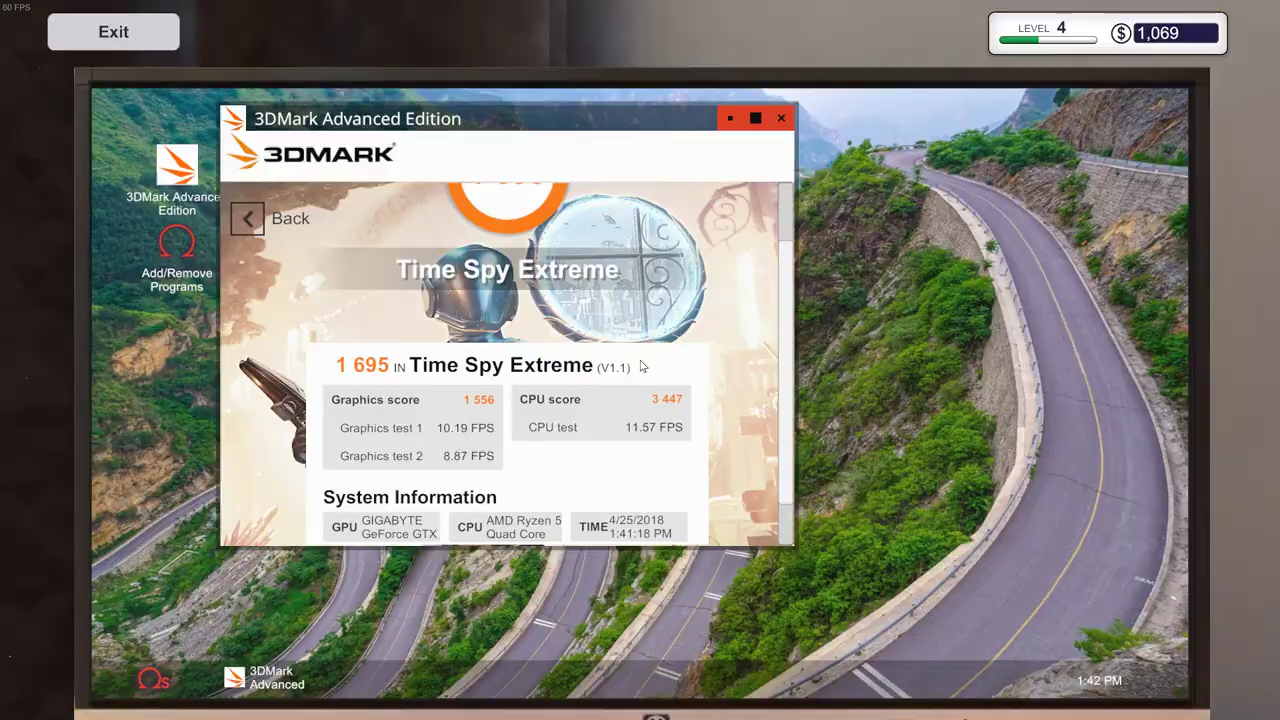 60 FPS
Exit
LEVEL 4
$ 1,069
3DMark Advanced Edition
3DMARK
Back
3DMark Advance
Edition
Add/Remove
Programs
Time Spy Extreme
1 695 IN Time Spy Extreme (V1.1)
Graphics score 1 556
Graphics test 1 10.19 FPS
Graphics test 2 8.87 FPS
CPU score 3 447
CPU test 11.57 FPS
System Information
GPU GIGABYTE
GeForce GTX
CPU AMD Ryzen 5
Quad Core
TIME 4/25/2018
1:41:18 PM
ΩS
3DMark
Advanced
1:42 PM